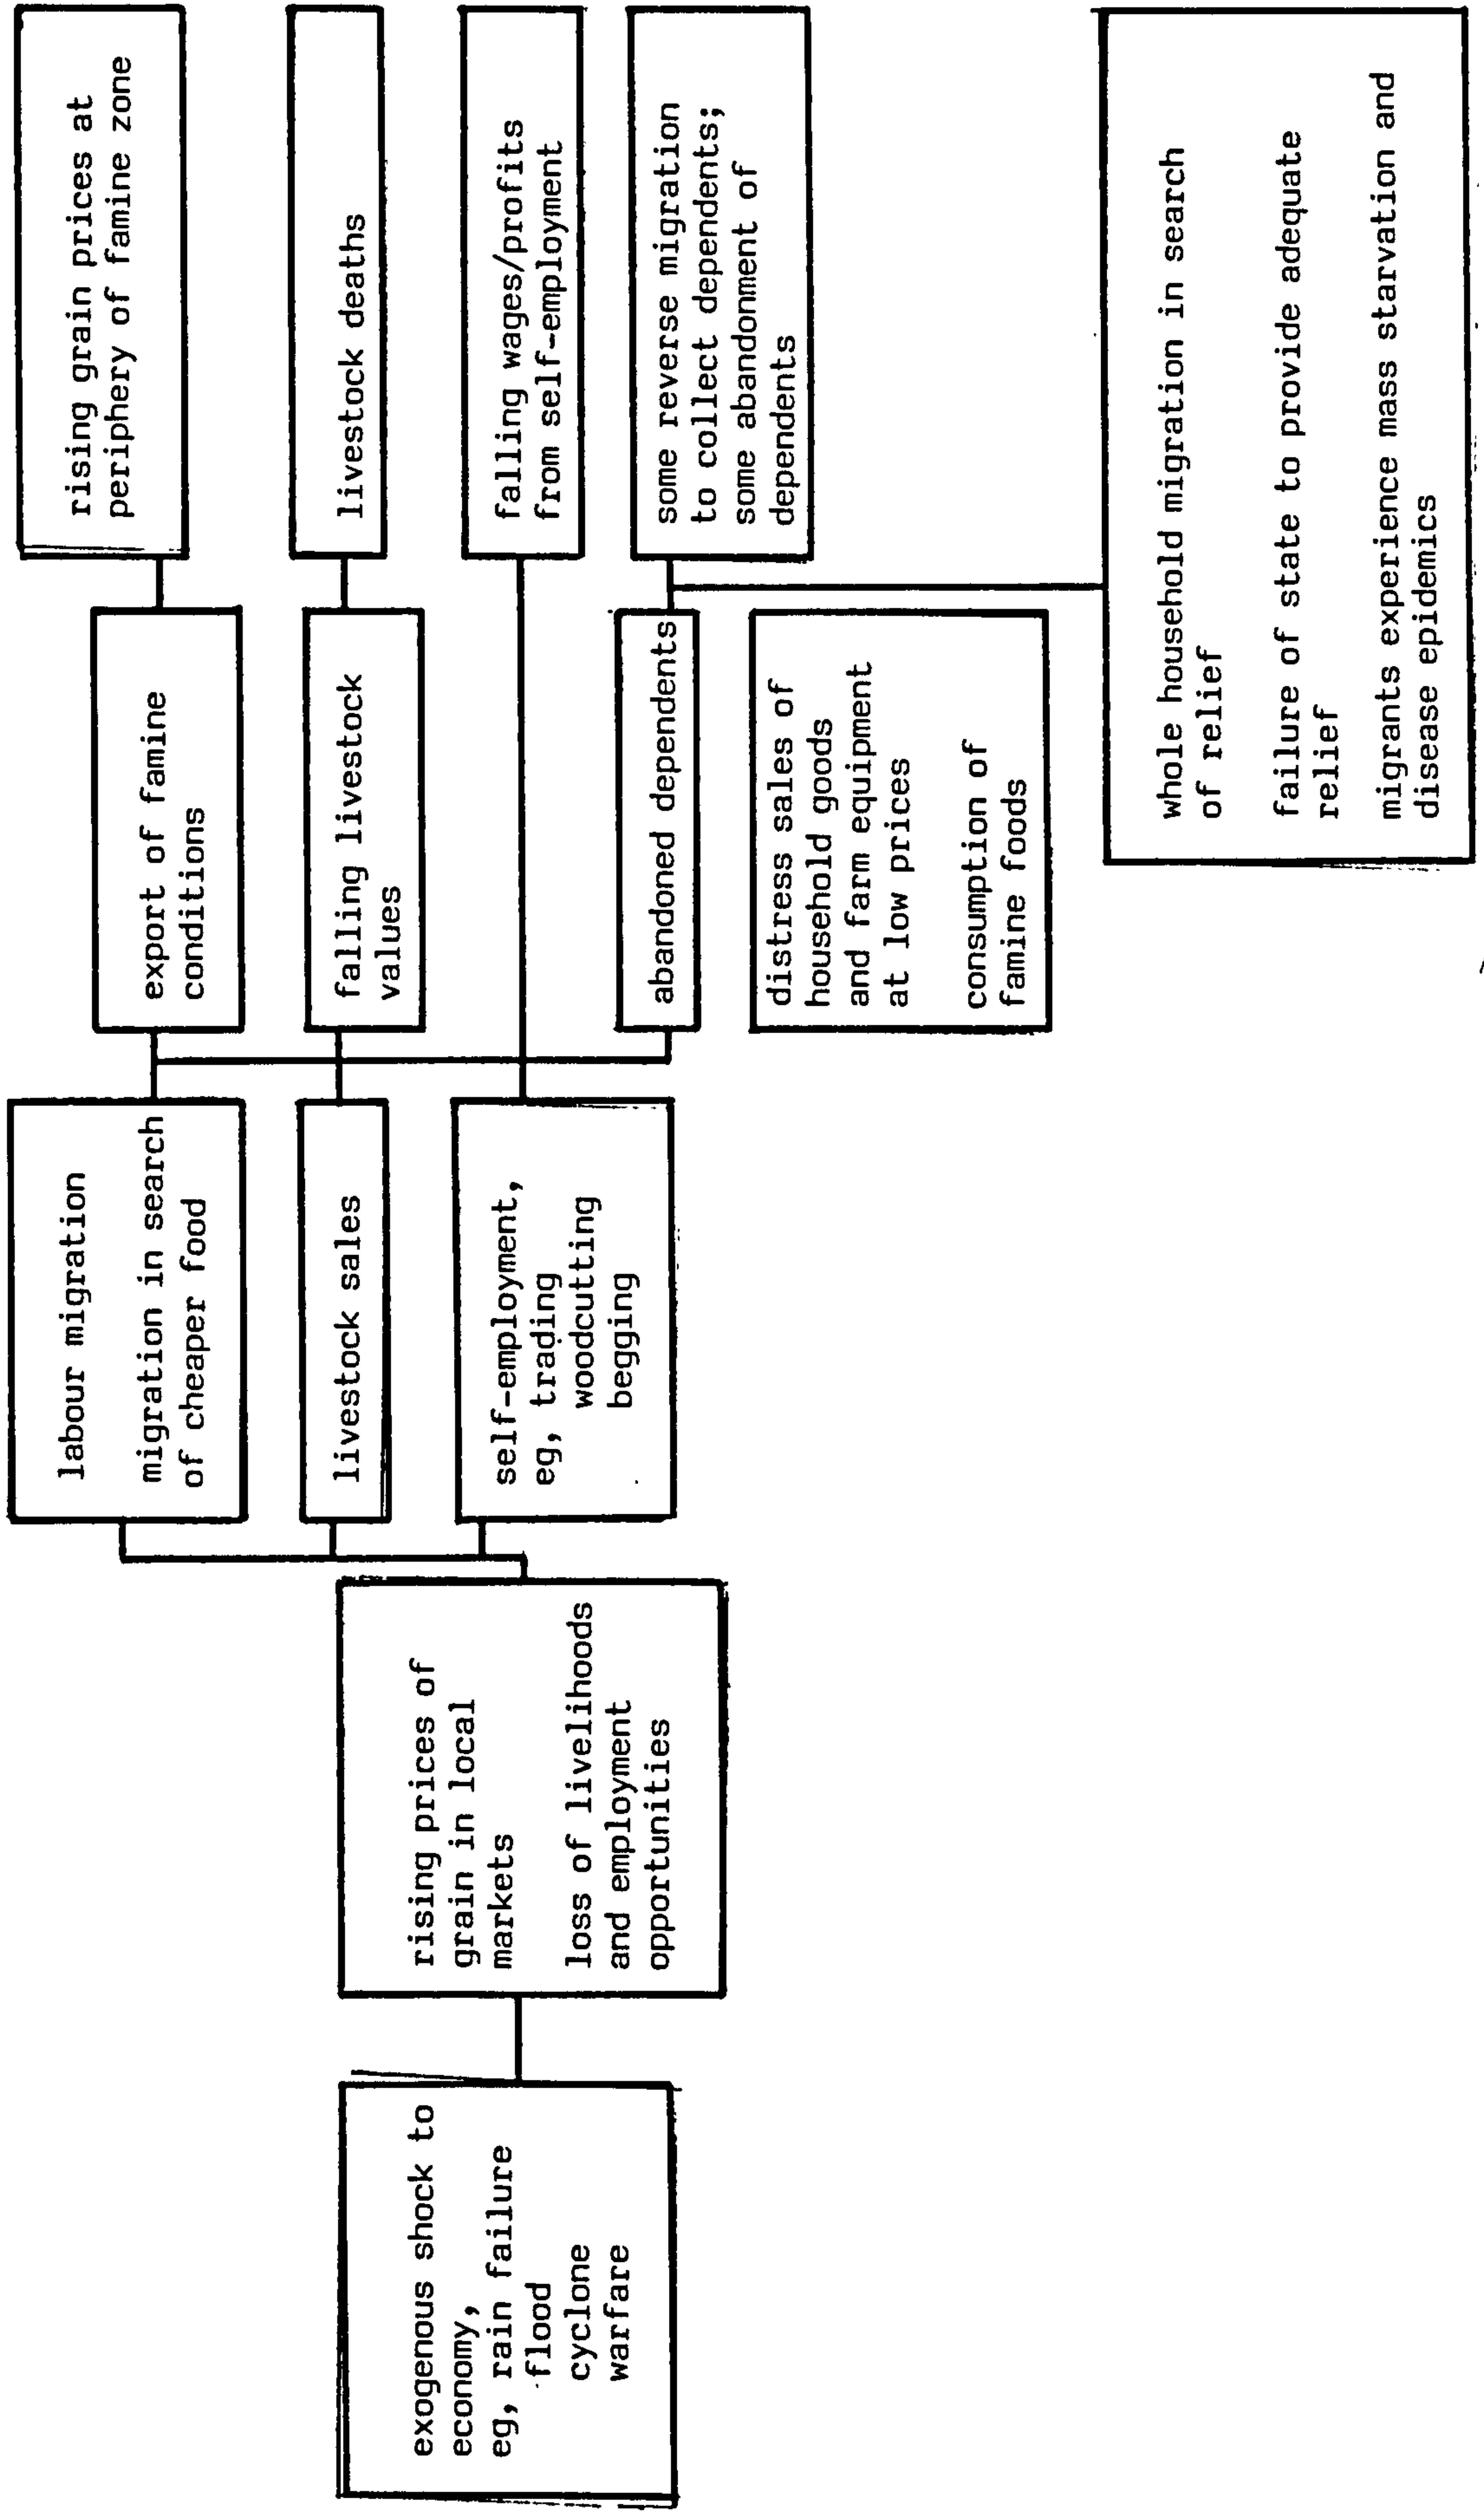 exogenous shock to
economy,
eg, rain failure
flood
cyclone
warfare
rising prices of
grain in local
markets
loss of livelihoods
and employment
opportunities
labour migration
migration in search
of cheaper food
livestock sales
self-employment,
eg, trading
woodcutting
begging
export of famine
conditions
falling livestock
values
abandoned dependents
distress sales of
household goods
and farm equipment
at low prices
consumption of
famine foods
rising grain prices at
periphery of famine zone
livestock deaths
falling wages/profits
from self-employment
some reverse migration
to collect dependents;
some abandonment of
dependents
whole household migration in search
of relief
failure of state to provide adequate
relief
migrants experience mass starvation and
disease epidemics